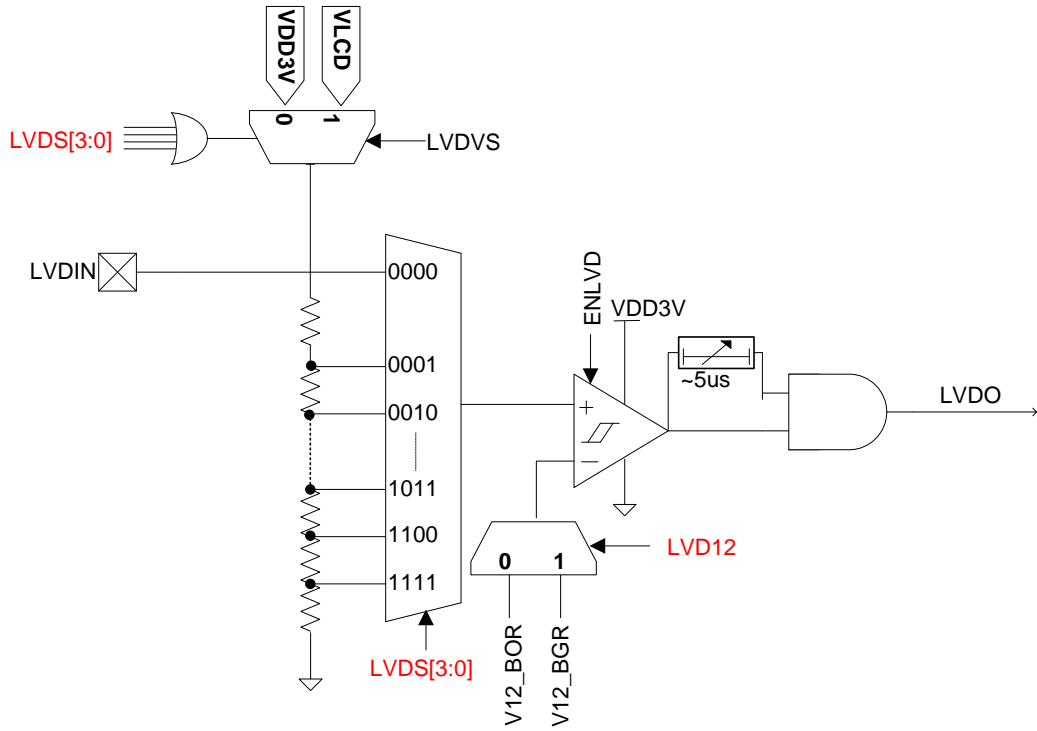 VDD3V
VLCD
0
1
LVDS[3:0]
LVDVS
LVDIN
0000
ENLVD
VDD3V
0001
~5us
0010
LVDO
+
1011
−
1100
LVD12
0
1
1111
LVDS[3:0]
V12_BOR
V12_BGR